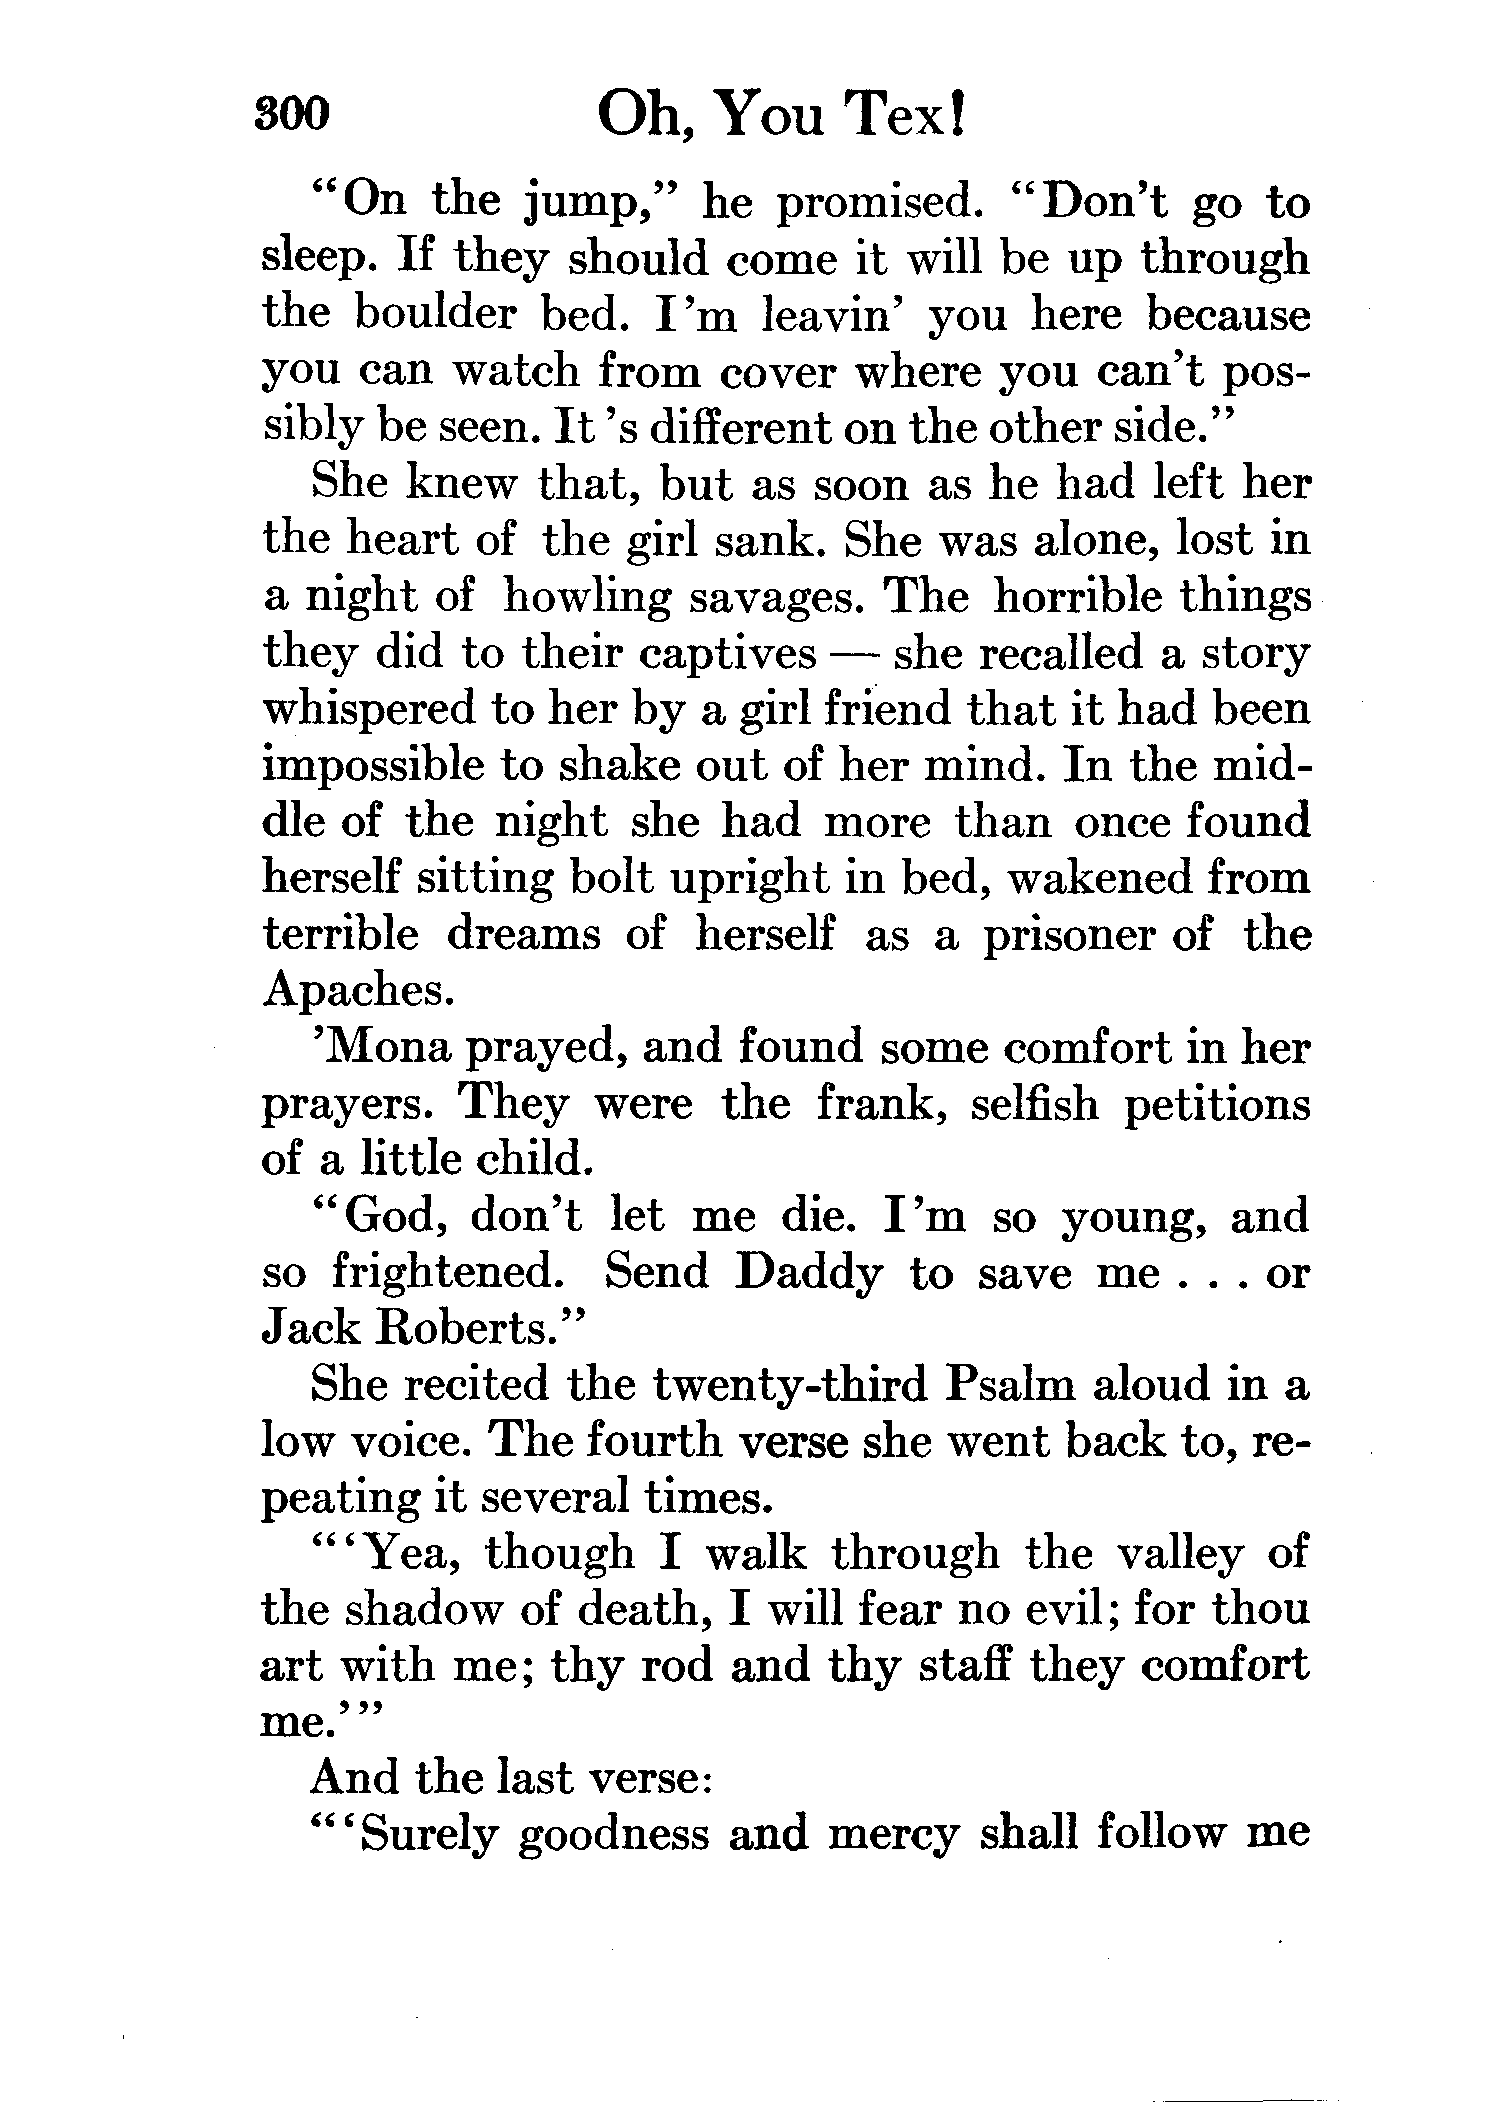 300 Oh, You Tex!
“On the jump,” he promised. “Don’t go to
sleep. If they should come it will be up through
the boulder bed. I’m leavin’ you here because
you can watch from cover where you can’t pos-
sibly be seen. It’s different on the other side.”
She knew that, but as soon as he had left her
the heart of the girl sank. She was alone, lost in
a night of howling savages. The horrible things
they did to their captives — she recalled a story
whispered to her by a girl friend that it had been
impossible to shake out of her mind. In the mid-
dle of the night she had more than once found
herself sitting bolt upright in bed, wakened from
terrible dreams of herself as a prisoner of the
Apaches.
’Mona prayed, and found some comfort in her
prayers. They were the frank, selfish petitions
of a little child.
“God, don’t let me die. I’m so young, and
so frightened. Send Daddy to save me . . . or
Jack Roberts.”
She recited the twenty-third Psalm aloud in a
low voice. The fourth verse she went back to, re-
peating it several times.
“‘Yea, though I walk through the valley of
the shadow of death, I will fear no evil; for thou
art with me; thy rod and thy staff they comfort
me.’”
And the last verse:
“‘Surely goodness and mercy shall follow me